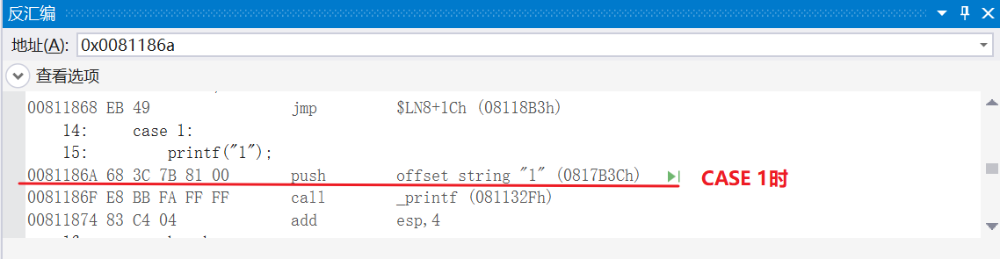 反汇编
地址(A): 0x0081186a
查看选项
00811868 EB 49 jmp $LN8+1Ch (08118B3h)
14: case 1:
15: printf("1");
0081186A 68 3C 7B 81 00 push offset string "1" (0817B3Ch) CASE 1时
0081186F E8 BB FA FF FF call _printf (081132Fh)
00811874 83 C4 04 add esp,4